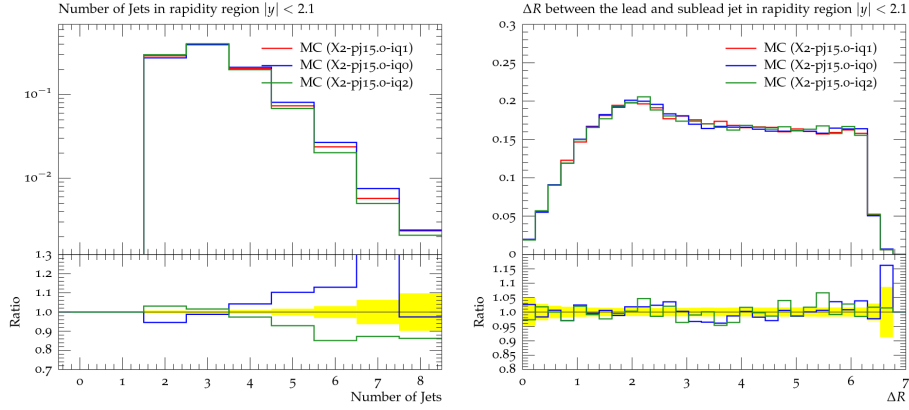 Number of Jets in rapidity region |y| < 2.1
MC (X2-pj15.0-iq1)
MC (X2-pj15.0-iq0)
MC (X2-pj15.0-iq2)
10⁻¹
10⁻²
1.3
1.2
1.1
1.0
0.9
0.8
0.7
Ratio
0 1 2 3 4 5 6 7 8
Number of Jets
ΔR between the lead and sublead jet in rapidity region |y| < 2.1
0.3
MC (X2-pj15.0-iq1)
MC (X2-pj15.0-iq0)
MC (X2-pj15.0-iq2)
0.25
0.2
0.15
0.1
0.05
0
1.15
1.1
1.05
1.0
0.95
0.9
0.85
0.8
Ratio
0 1 2 3 4 5 6 7
ΔR